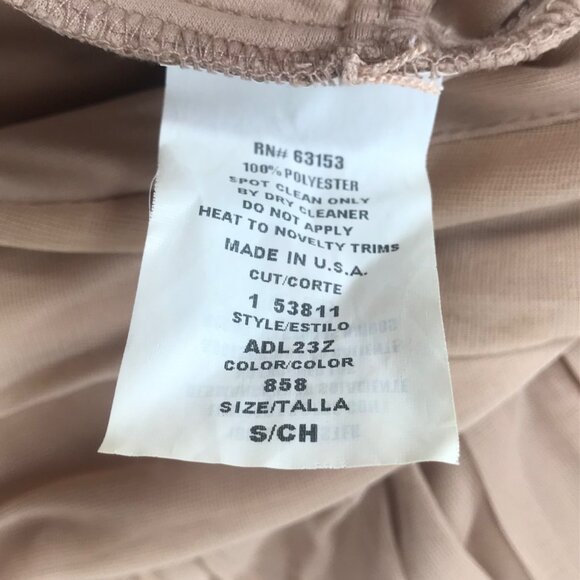 RN# 63153
100% POLYESTER
SPOT CLEAN ONLY
BY DRY CLEANER
DO NOT APPLY
HEAT TO NOVELTY TRIMS
MADE IN U.S.A.
CUT/CORTE
1 53811
STYLE/ESTILO
ADL23Z
COLOR/COLOR
858
SIZE/TALLA
S/CH